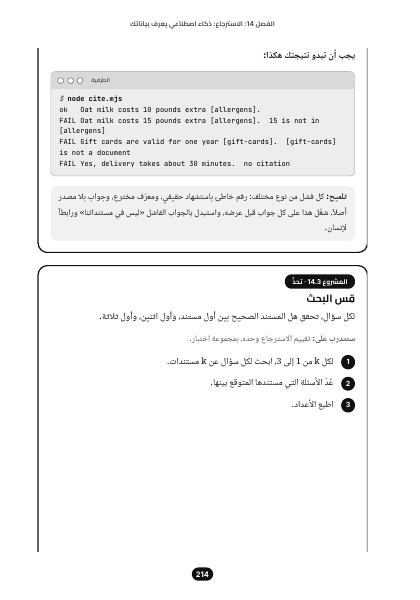 الفصل 14: الاسترجاع: ذكاء اصطناعي يعرف بياناتك
يجب أن تبدو نتيجتك هكذا:
الطرفية
$ node cite.mjs
ok   Oat milk costs 10 pounds extra [allergens].
FAIL Oat milk costs 15 pounds extra [allergens].  15 is not in
[allergens]
FAIL Gift cards are valid for one year [gift-cards].  [gift-cards]
is not a document
FAIL Yes, delivery takes about 30 minutes.  no citation
تلميح: كل فشل من نوع مختلف: رقم خاطئ باستشهاد حقيقي، ومعرّف مخترع، وجواب بلا مصدر
أصلاً. شغّل هذا على كل جواب قبل عرضه، واستبدل بالجواب الفاشل «ليس في مستنداتنا» ورابطاً
لإنسان.
المشروع 14.3 · تحدٍّ
قِس البحث
لكل سؤال، تحقق هل المستند الصحيح بين أول مستند، وأول اثنين، وأول ثلاثة.
ستتدرب على: تقييم الاسترجاع وحده، بمجموعة اختبار.
1 لكل k من 1 إلى 3، ابحث لكل سؤال عن k مستندات.
2 عُدّ الأسئلة التي مستندها المتوقع بينها.
3 اطبع الأعداد.
214